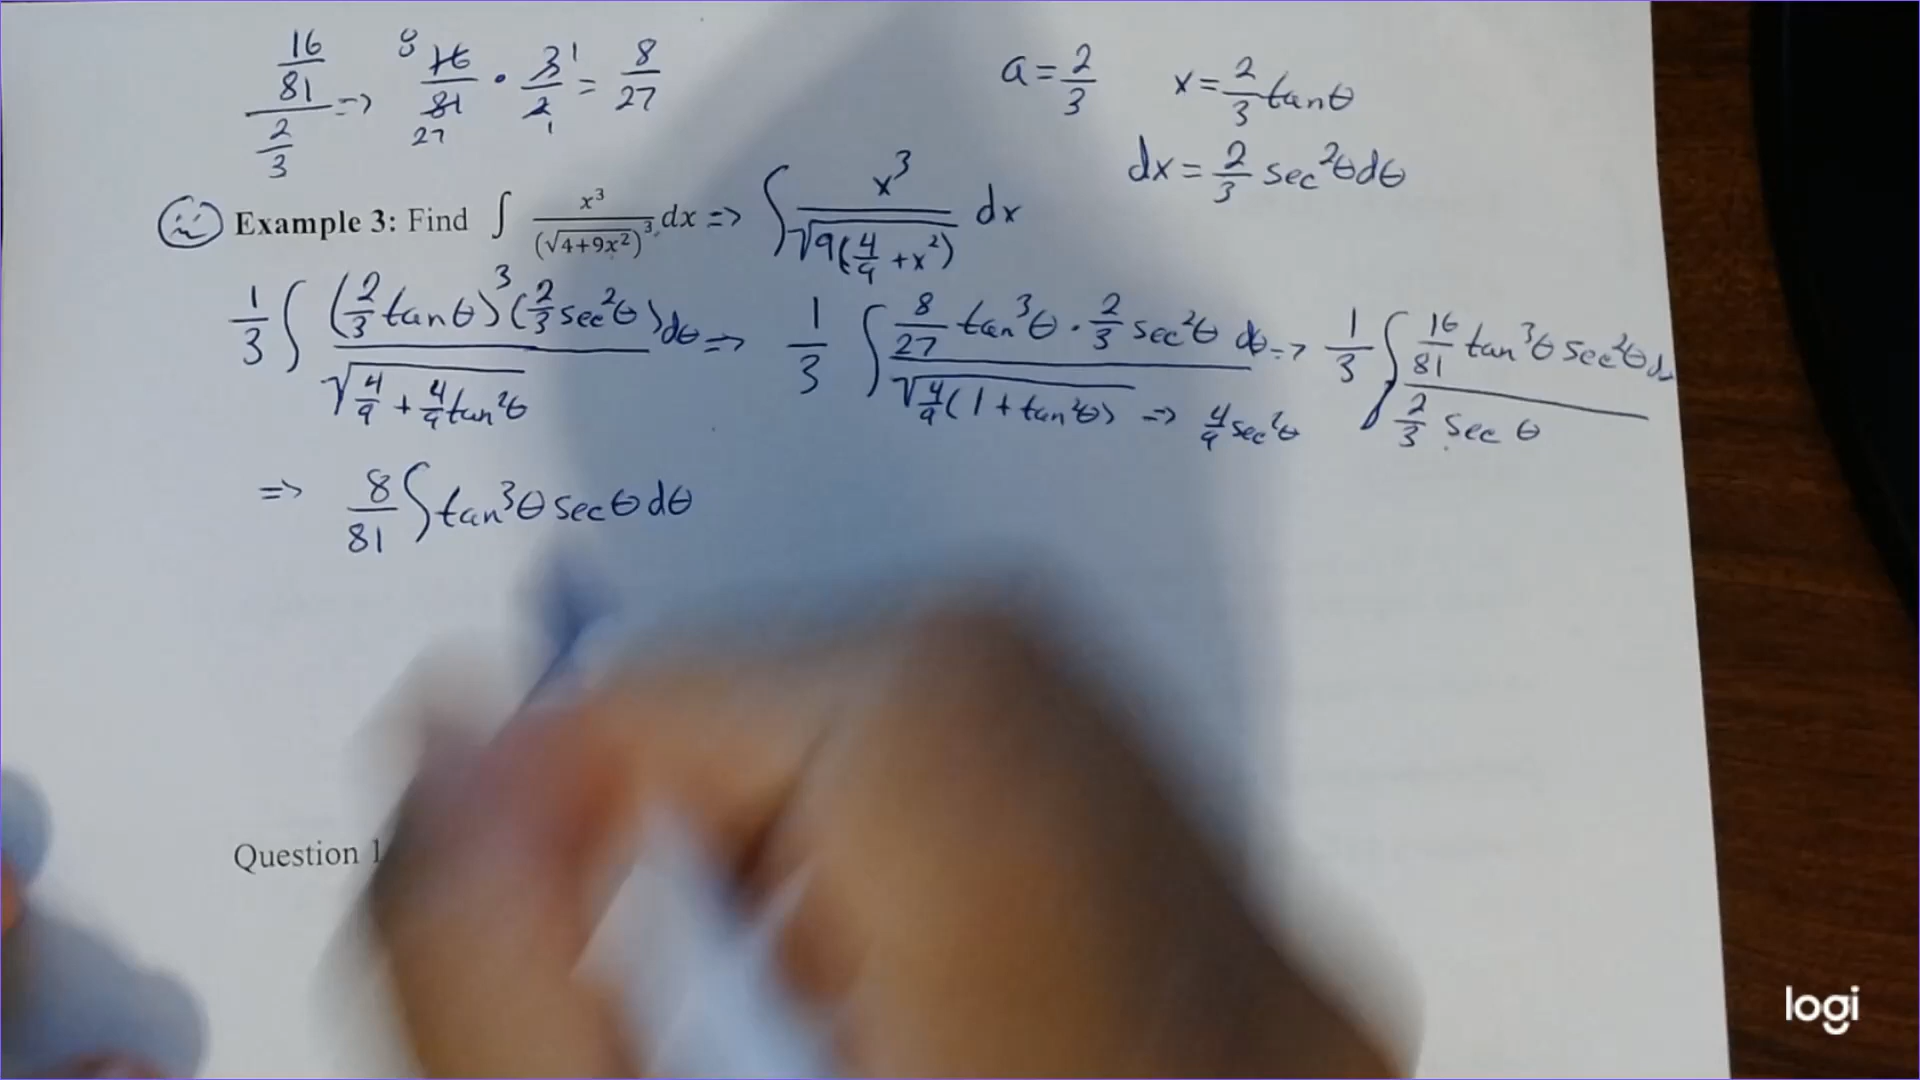 16/81 / 2/3 => 8 16/81 27 • 3/2 1 1 = 8/27
a = 2/3 x = 2/3 tanθ
dx = 2/3 sec²θdθ
Example 3: Find ∫ x³/(√4+9x²)³ dx => ∫ x³/√9(4/9 + x²) dx
1/3 ∫ (2/3 tanθ)³(2/3 sec²θ)dθ / √4/9 + 4/9 tan²θ => 1/3 ∫ 8/27 tan³θ · 2/3 sec²θ dθ / √4/9(1 + tan²θ) => 4/9 sec²θ => 1/3 ∫ 16/81 tan³θ sec²θd / 2/3 sec θ
=> 8/81 ∫ tan³θ secθ dθ
Question 1
logi